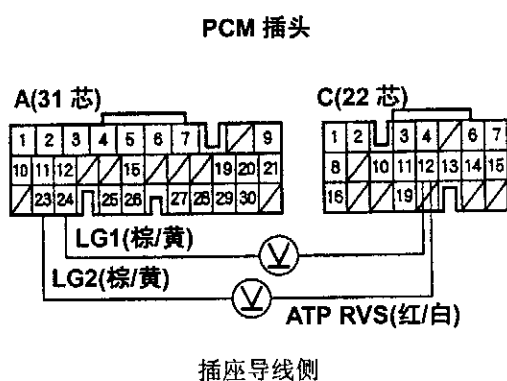 PCM 插头
A(31 芯)
C(22 芯)
1 2 3 4 5 6 7 9
10 11 12 15 19 20 21
23 24 25 26 27 28 29 30
1 2 3 4 6 7
8 10 11 12 13 14 15
16 19
LG1(棕/黄)
LG2(棕/黄)
ATP RVS(红/白)
插座导线侧